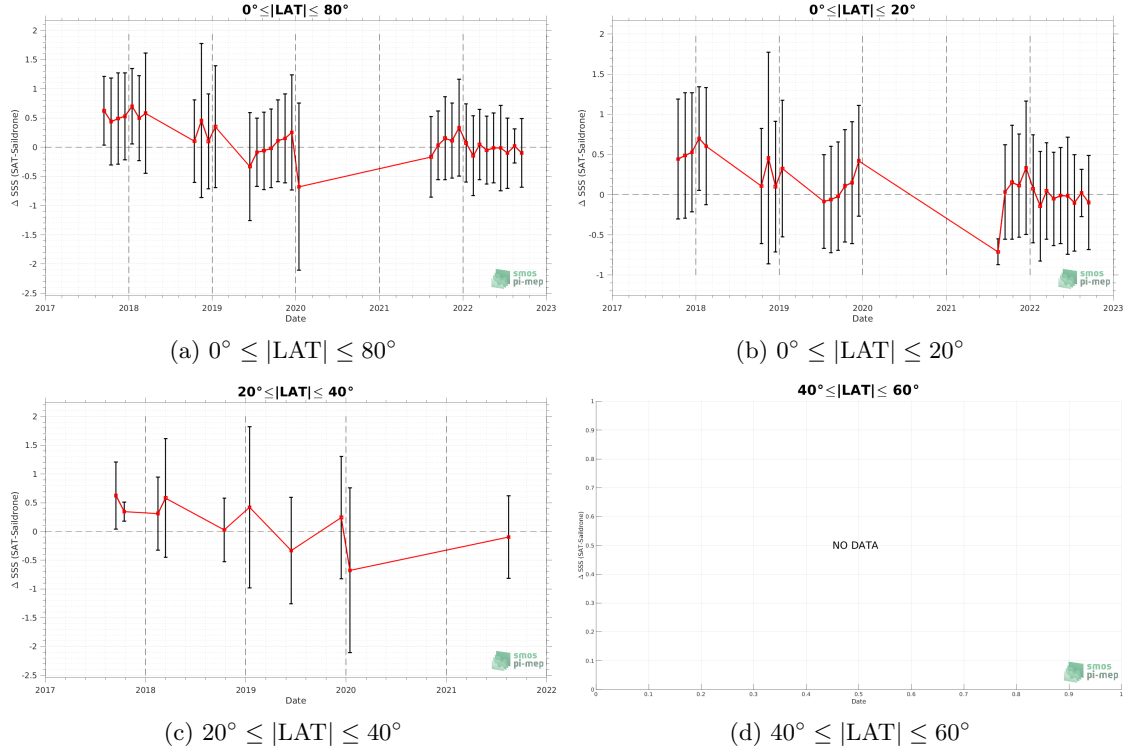 0°≤|LAT|≤ 80°
2
1.5
1
0.5
0
-0.5
-1
-1.5
-2
-2.5
Δ SSS (SAT-Saildrone)
2017 2018 2019 2020 2021 2022 2023
Date
smos
pi-mep
(a) 0° ≤ |LAT| ≤ 80°
0°≤|LAT|≤ 20°
2
1.5
1
0.5
0
-0.5
-1
Δ SSS (SAT-Saildrone)
2017 2018 2019 2020 2021 2022 2023
Date
smos
pi-mep
(b) 0° ≤ |LAT| ≤ 20°
20°≤|LAT|≤ 40°
2
1.5
1
0.5
0
-0.5
-1
-1.5
-2
-2.5
Δ SSS (SAT-Saildrone)
2017 2018 2019 2020 2021 2022
Date
smos
pi-mep
(c) 20° ≤ |LAT| ≤ 40°
40°≤|LAT|≤ 60°
1
0.9
0.8
0.7
0.6
0.5
0.4
0.3
0.2
0.1
0
Δ SSS (SAT-Saildrone)
NO DATA
0 0.1 0.2 0.3 0.4 0.5 0.6 0.7 0.8 0.9 1
Date
smos
pi-mep
(d) 40° ≤ |LAT| ≤ 60°